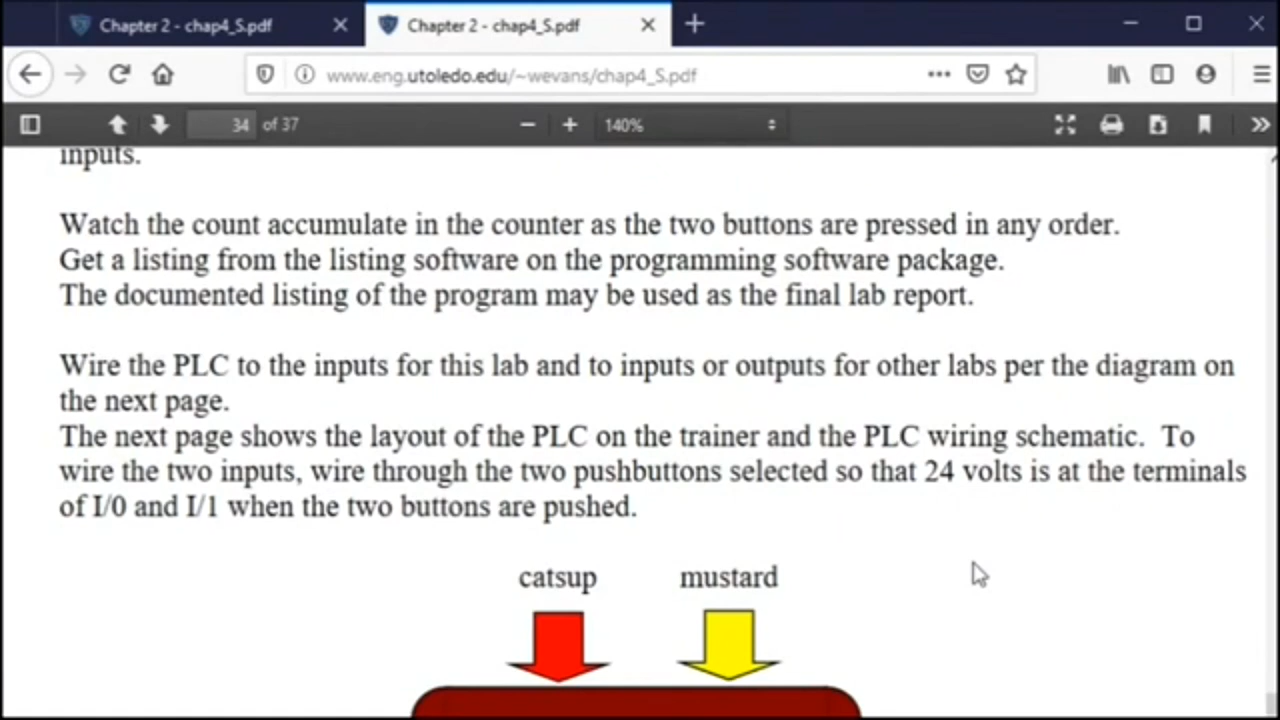 Chapter 2 - chap4_S.pdf
Chapter 2 - chap4_S.pdf
www.eng.utoledo.edu/~wevans/chap4_S.pdf
34 of 37
140%
inputs.
Watch the count accumulate in the counter as the two buttons are pressed in any order.
Get a listing from the listing software on the programming software package.
The documented listing of the program may be used as the final lab report.
Wire the PLC to the inputs for this lab and to inputs or outputs for other labs per the diagram on
the next page.
The next page shows the layout of the PLC on the trainer and the PLC wiring schematic. To
wire the two inputs, wire through the two pushbuttons selected so that 24 volts is at the terminals
of I/0 and I/1 when the two buttons are pushed.
catsup mustard